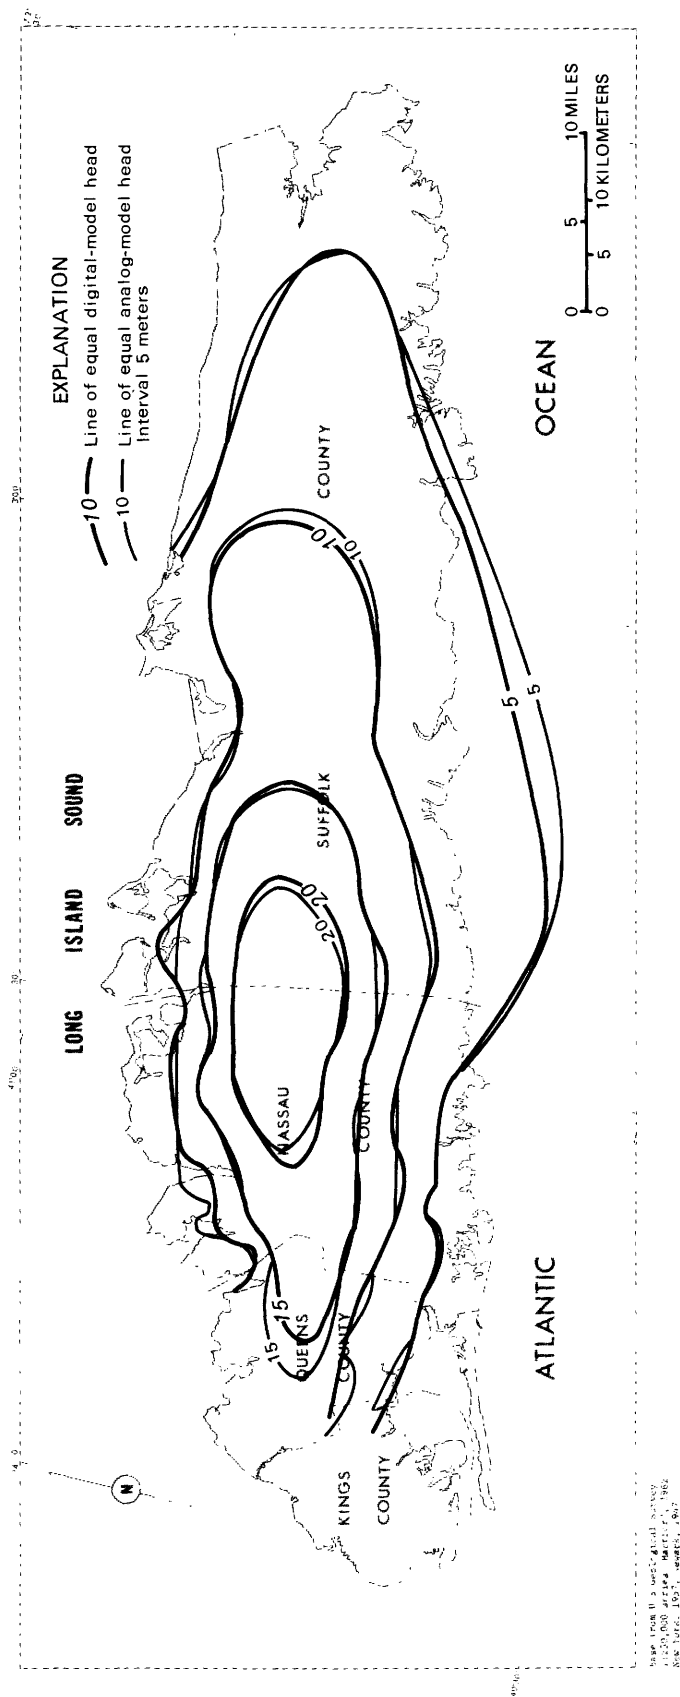 EXPLANATION
10 Line of equal digital-model head
10 Line of equal analog-model head
Interval 5 meters
LONG ISLAND SOUND
10
10
20
20
15
15
5
5
SUFFOLK COUNTY
NASSAU
COUNTY
QUEENS
COUNTY
KINGS
COUNTY
ATLANTIC OCEAN
0 5 10 MILES
0 5 10 KILOMETERS
N